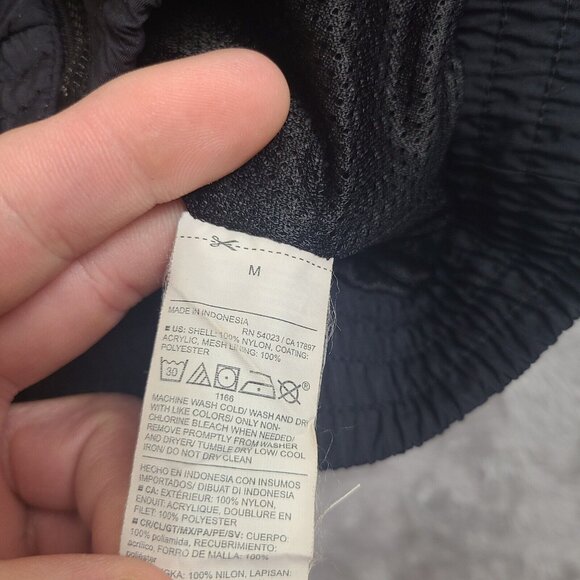 M
MADE IN INDONESIA
RN 54023 / CA 17897
■ US: SHELL: 100% NYLON, COATING:
ACRYLIC, MESH LINING: 100%
POLYESTER
30
®
1166
MACHINE WASH COLD/ WASH AND DRY
WITH LIKE COLORS/ ONLY NON-
CHLORINE BLEACH WHEN NEEDED/
REMOVE PROMPTLY FROM WASHER
AND DRYER/ TUMBLE DRY LOW/ COOL
IRON/ DO NOT DRY CLEAN
HECHO EN INDONESIA CON INSUMOS
IMPORTADOS/ DIBUAT DI INDONESIA
■ CA: EXTÉRIEUR: 100% NYLON,
ENDUIT: ACRYLIQUE, DOUBLURE EN
FILET: 100% POLYESTER
■ CR/CL/GT/MX/PA/PE/SV: CUERPO:
100% poliamida, RECUBRIMIENTO:
acrílico, FORRO DE MALLA: 100%
poliéster
100% NILON, LAPISAN: